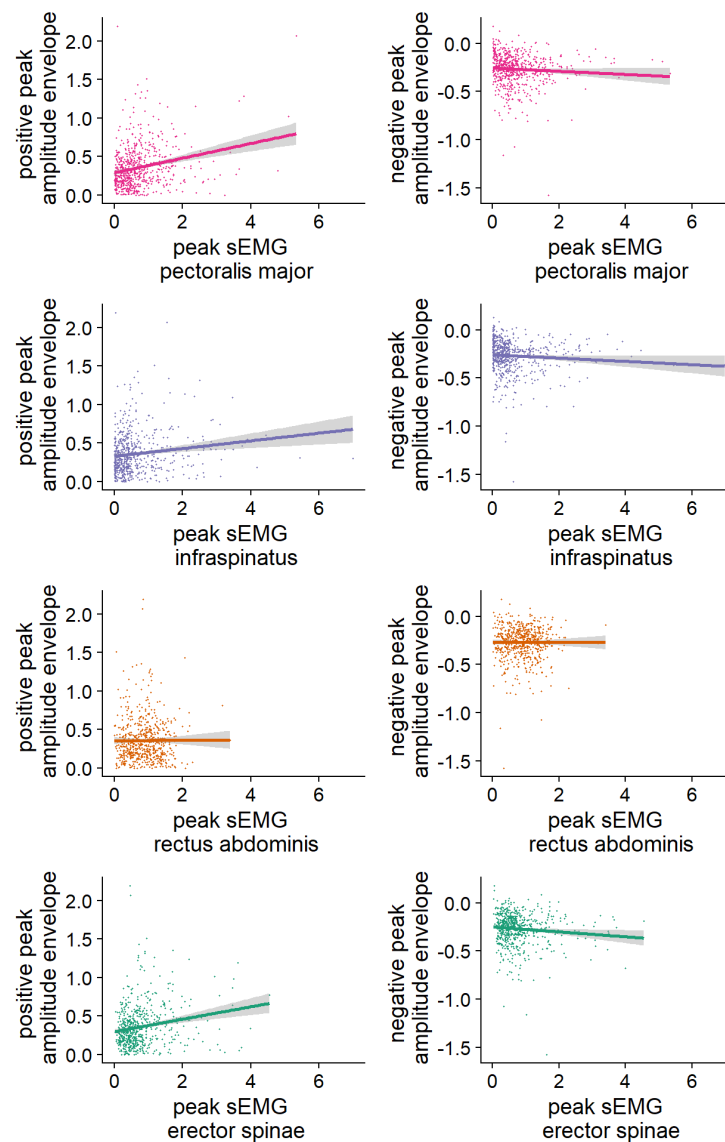 positive peak
amplitude envelope
2.0
1.5
1.0
0.5
0.0
0 2 4 6
peak sEMG
pectoralis major
negative peak
amplitude envelope
0.0
-0.5
-1.0
-1.5
0 2 4 6
peak sEMG
pectoralis major
positive peak
amplitude envelope
2.0
1.5
1.0
0.5
0.0
0 2 4 6
peak sEMG
infraspinatus
negative peak
amplitude envelope
0.0
-0.5
-1.0
-1.5
0 2 4 6
peak sEMG
infraspinatus
positive peak
amplitude envelope
2.0
1.5
1.0
0.5
0.0
0 2 4 6
peak sEMG
rectus abdominis
negative peak
amplitude envelope
0.0
-0.5
-1.0
-1.5
0 2 4 6
peak sEMG
rectus abdominis
positive peak
amplitude envelope
2.0
1.5
1.0
0.5
0.0
0 2 4 6
peak sEMG
erector spinae
negative peak
amplitude envelope
0.0
-0.5
-1.0
-1.5
0 2 4 6
peak sEMG
erector spinae